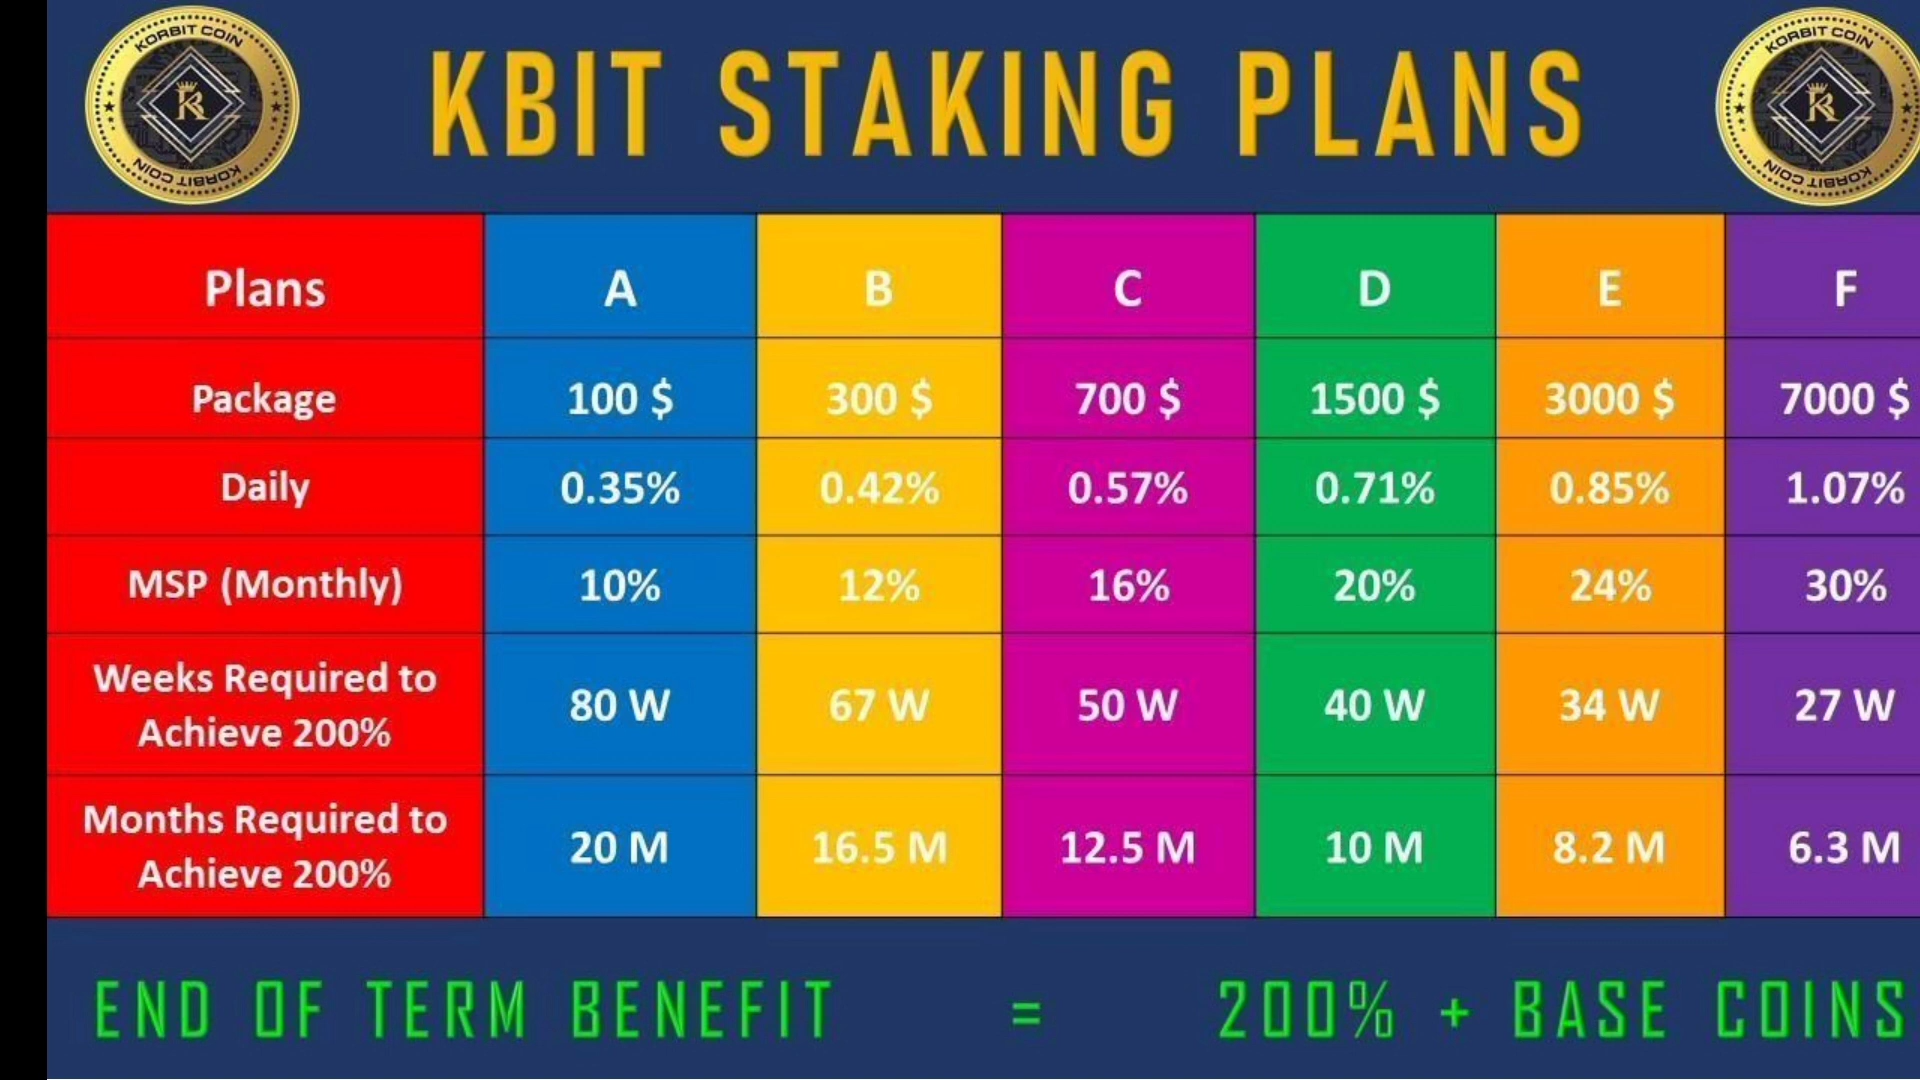 KORBIT COIN
KORBIT COIN
KBIT STAKING PLANS
KORBIT COIN
KORBIT COIN
Plans A B C D E F
Package 100 $ 300 $ 700 $ 1500 $ 3000 $ 7000 $
Daily 0.35% 0.42% 0.57% 0.71% 0.85% 1.07%
MSP (Monthly) 10% 12% 16% 20% 24% 30%
Weeks Required to
Achieve 200% 80 W 67 W 50 W 40 W 34 W 27 W
Months Required to
Achieve 200% 20 M 16.5 M 12.5 M 10 M 8.2 M 6.3 M
END OF TERM BENEFIT = 200% + BASE COINS